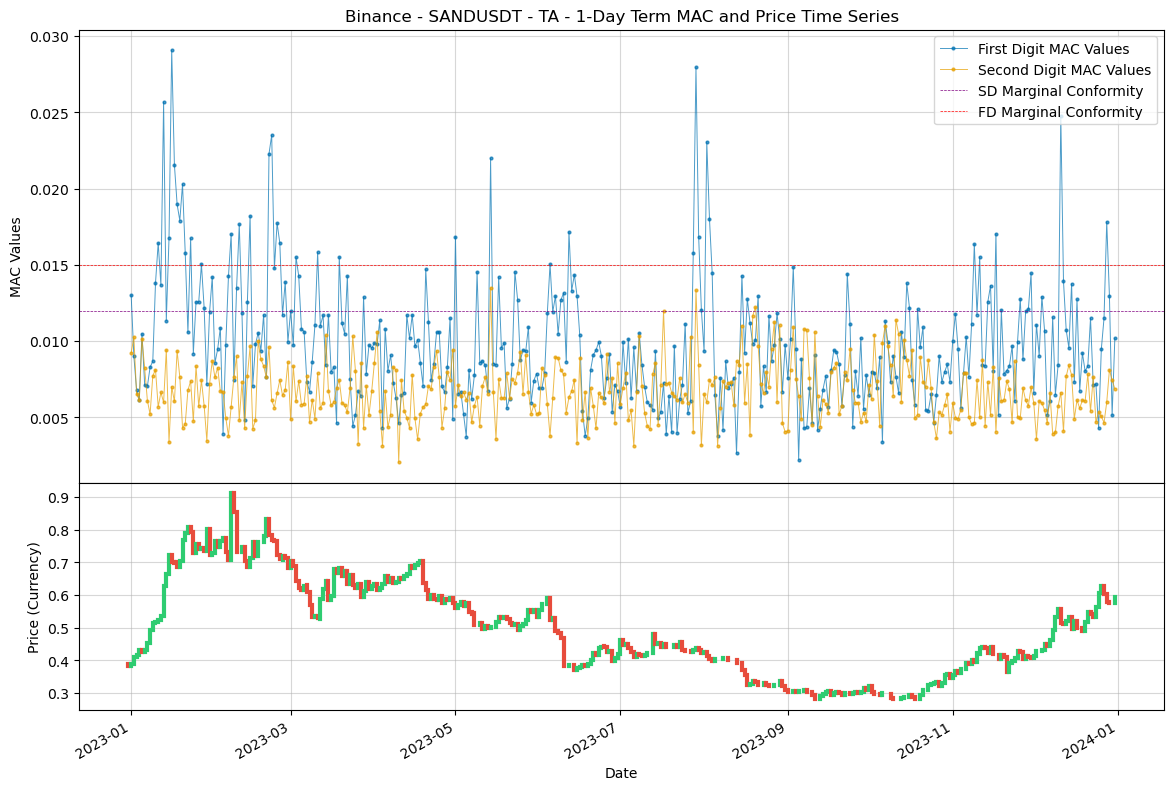 Binance - SANDUSDT - TA - 1-Day Term MAC and Price Time Series
First Digit MAC Values
Second Digit MAC Values
SD Marginal Conformity
FD Marginal Conformity
MAC Values
0.030
0.025
0.020
0.015
0.010
0.005
Price (Currency)
0.9
0.8
0.7
0.6
0.5
0.4
0.3
2023-01
2023-03
2023-05
2023-07
2023-09
2023-11
2024-01
Date